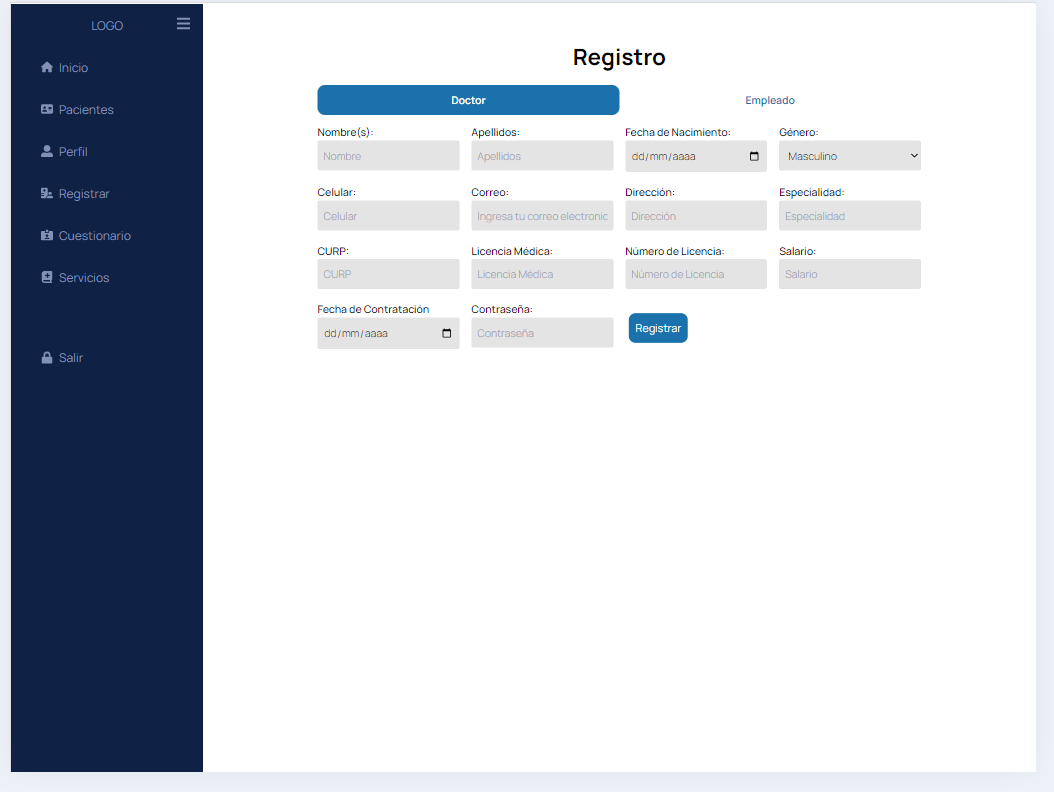 LOGO
Inicio
Pacientes
Perfil
Registrar
Cuestionario
Servicios
Salir
Registro
Doctor Empleado
Nombre(s): Apellidos: Fecha de Nacimiento: Género:
Nombre Apellidos dd/mm/aaaa Masculino
Celular: Correo: Dirección: Especialidad:
Celular Ingresa tu correo electronic Dirección Especialidad
CURP: Licencia Médica: Número de Licencia: Salario:
CURP Licencia Médica Número de Licencia Salario
Fecha de Contratación Contraseña:
dd/mm/aaaa Contraseña Registrar